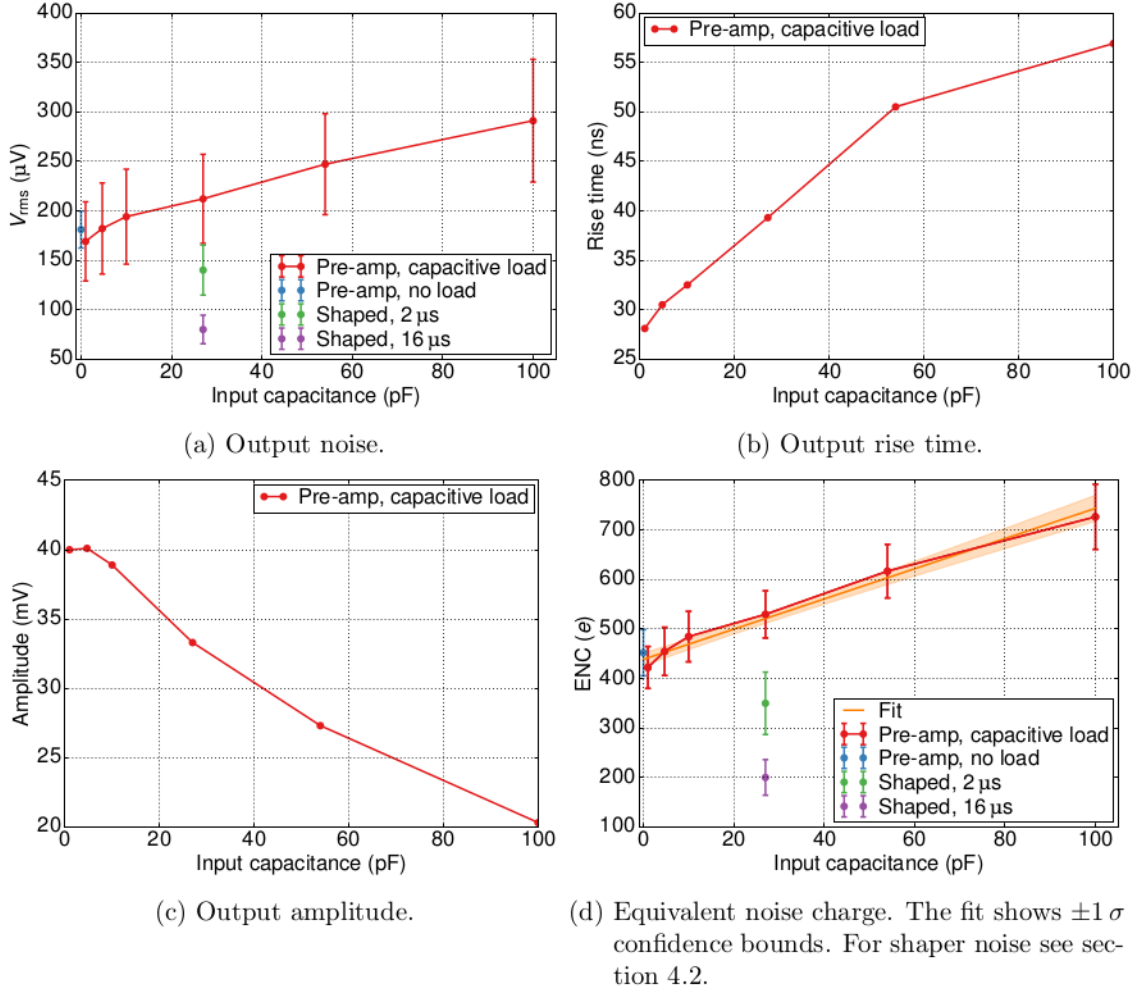 400
350
300
250
200
150
100
50
V_rms (µV)
0 20 40 60 80 100
Input capacitance (pF)
Pre-amp, capacitive load
Pre-amp, no load
Shaped, 2 µs
Shaped, 16 µs
(a) Output noise.
60
55
50
45
40
35
30
25
Rise time (ns)
0 20 40 60 80 100
Input capacitance (pF)
Pre-amp, capacitive load
(b) Output rise time.
45
40
35
30
25
20
Amplitude (mV)
0 20 40 60 80 100
Input capacitance (pF)
Pre-amp, capacitive load
(c) Output amplitude.
800
700
600
500
400
300
200
100
ENC (e)
0 20 40 60 80 100
Input capacitance (pF)
Fit
Pre-amp, capacitive load
Pre-amp, no load
Shaped, 2 µs
Shaped, 16 µs
(d) Equivalent noise charge. The fit shows ±1 σ
confidence bounds. For shaper noise see sec-
tion 4.2.